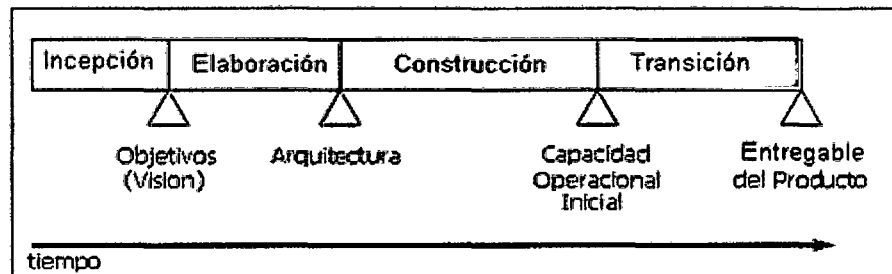 Incepción Elaboración Construcción Transición
Objetivos
(Vision)
Arquitectura
Capacidad
Operacional
Inicial
Entregable
del Producto
tiempo